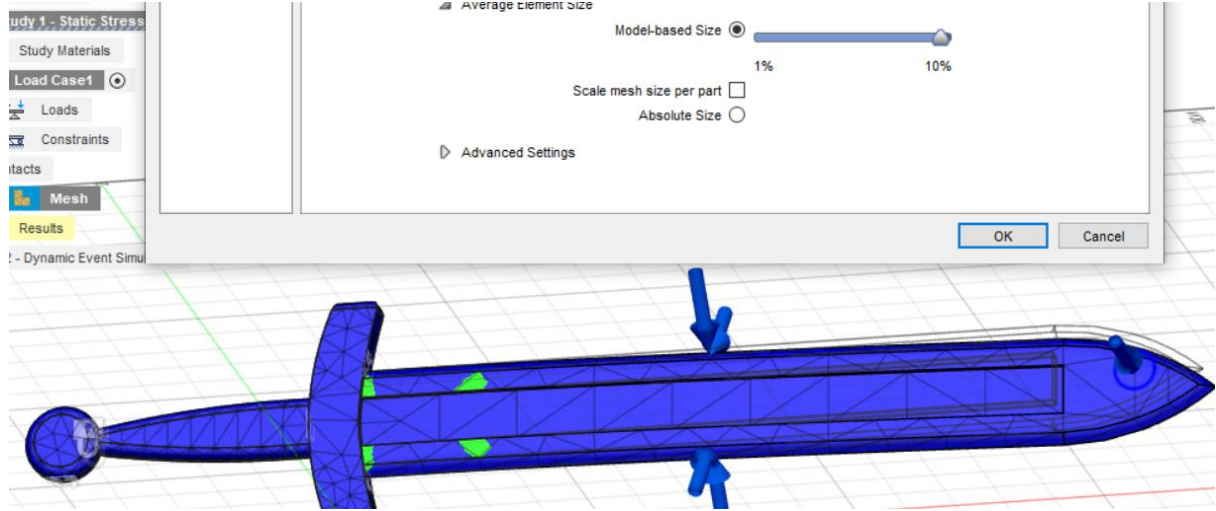 Average Element Size
udy 1 - Static Stress
Model-based Size
Study Materials
1% 10%
Load Case1
Scale mesh size per part
Loads
Absolute Size
Constraints
Advanced Settings
ntacts
Mesh
Results
OK Cancel
2 - Dynamic Event Simu